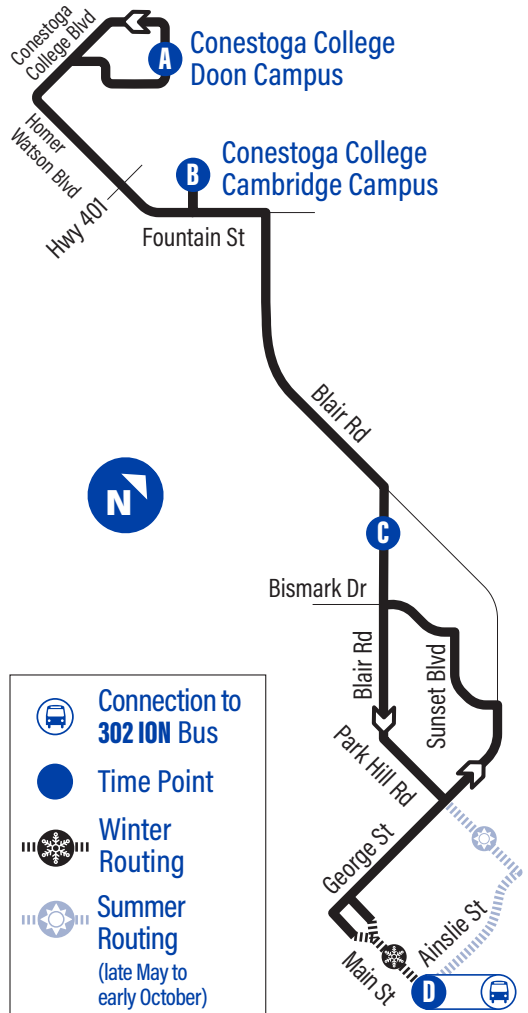 Conestoga
College Blvd
A
Conestoga College
Doon Campus
Homer
Watson Blvd
B
Conestoga College
Cambridge Campus
Hwy 401
Fountain St
Blair Rd
N
C
Bismark Dr
Blair Rd
Sunset Blvd
Park Hill Rd
George St
Ainslie St
Main St
D
Connection to
302 ION Bus
Time Point
Winter
Routing
Summer
Routing
(late May to
early October)